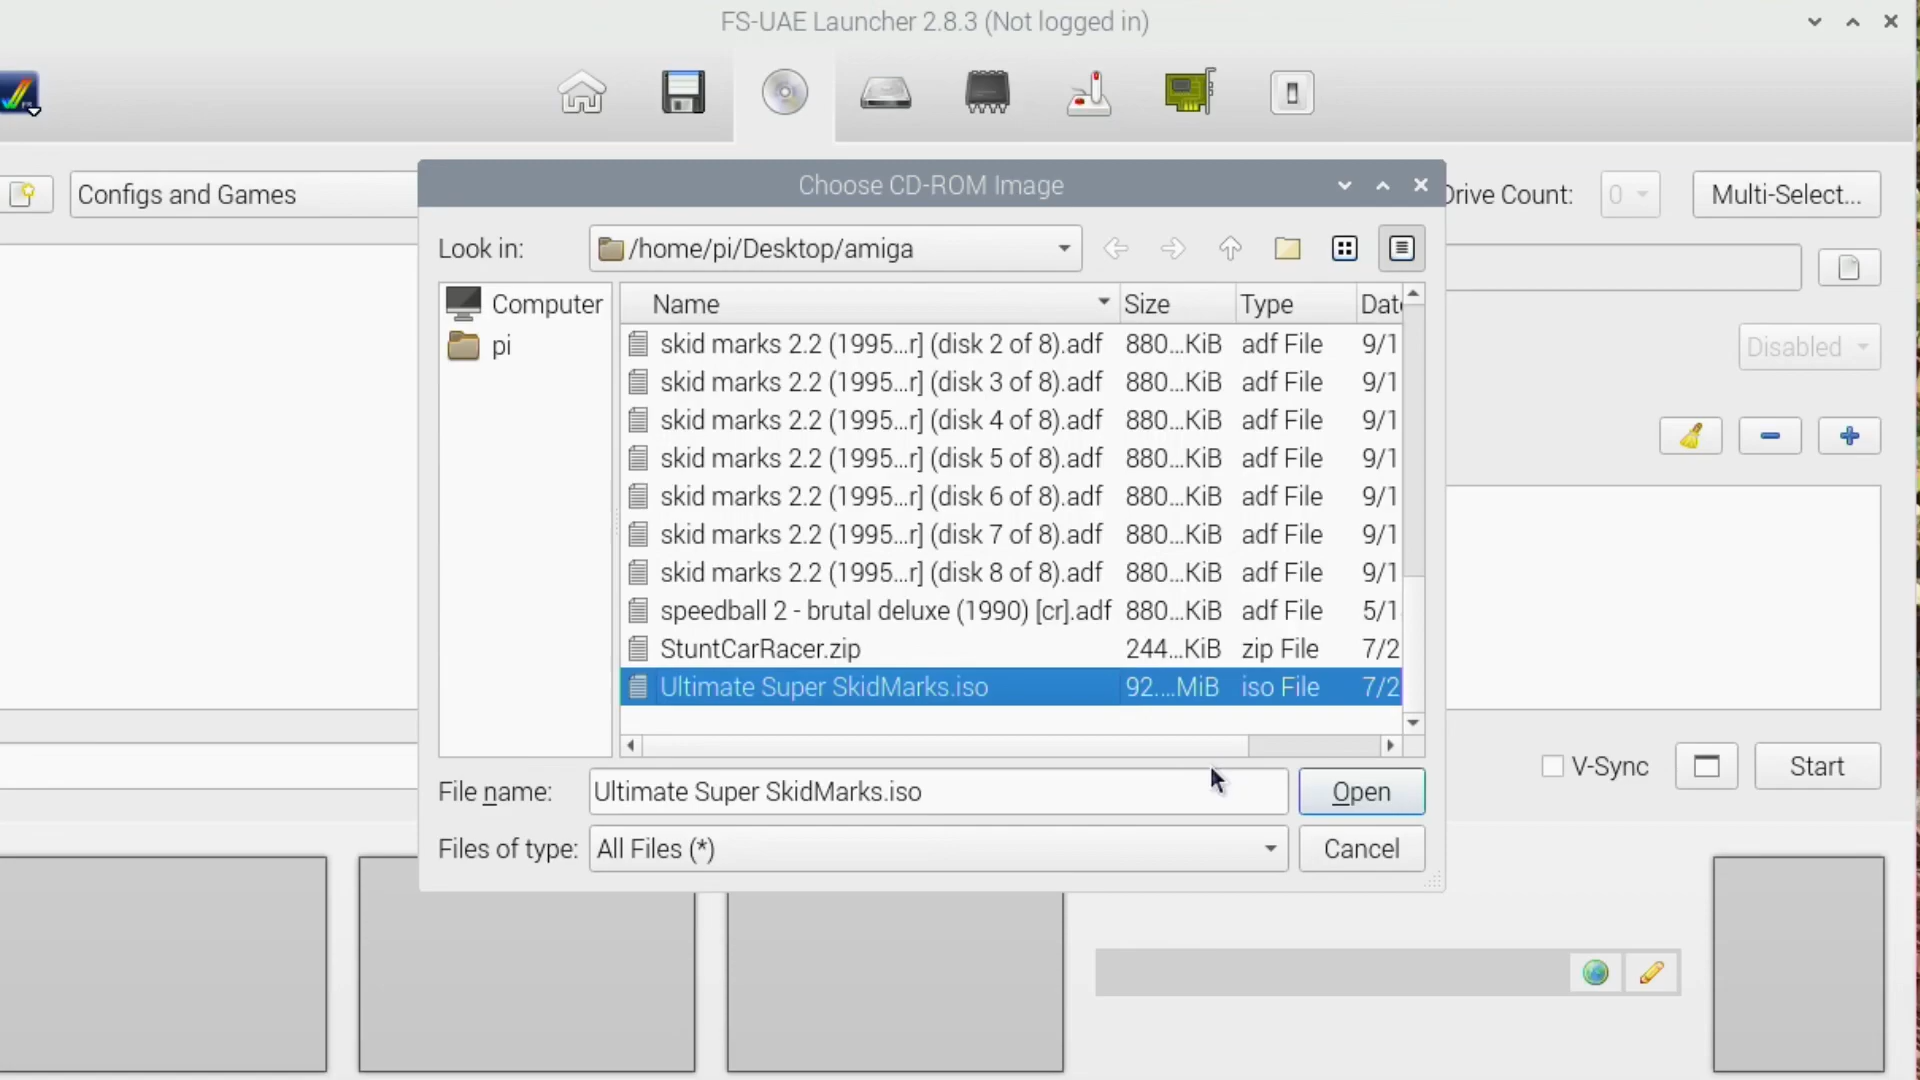 FS-UAE Launcher 2.8.3 (Not logged in)
Configs and Games
Drive Count: 0
Multi-Select...
Choose CD-ROM Image
Look in: /home/pi/Desktop/amiga
Computer
pi
Name Size Type Date
skid marks 2.2 (1995...r] (disk 2 of 8).adf 880...KiB adf File 9/1
skid marks 2.2 (1995...r] (disk 3 of 8).adf 880...KiB adf File 9/1
skid marks 2.2 (1995...r] (disk 4 of 8).adf 880...KiB adf File 9/1
skid marks 2.2 (1995...r] (disk 5 of 8).adf 880...KiB adf File 9/1
skid marks 2.2 (1995...r] (disk 6 of 8).adf 880...KiB adf File 9/1
skid marks 2.2 (1995...r] (disk 7 of 8).adf 880...KiB adf File 9/1
skid marks 2.2 (1995...r] (disk 8 of 8).adf 880...KiB adf File 9/1
speedball 2 - brutal deluxe (1990) [cr].adf 880...KiB adf File 5/1
StuntCarRacer.zip 244...KiB zip File 7/2
Ultimate Super SkidMarks.iso 92....MiB iso File 7/2
File name: Ultimate Super SkidMarks.iso
Open
Files of type: All Files (*)
Cancel
Disabled
V-Sync
Start